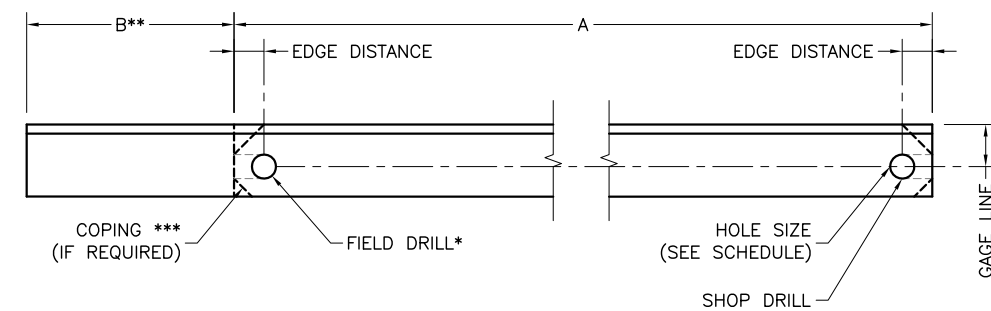 B**
A
EDGE DISTANCE
EDGE DISTANCE
COPING ***
(IF REQUIRED)
FIELD DRILL*
HOLE SIZE
(SEE SCHEDULE)
SHOP DRILL
GAGE LINE